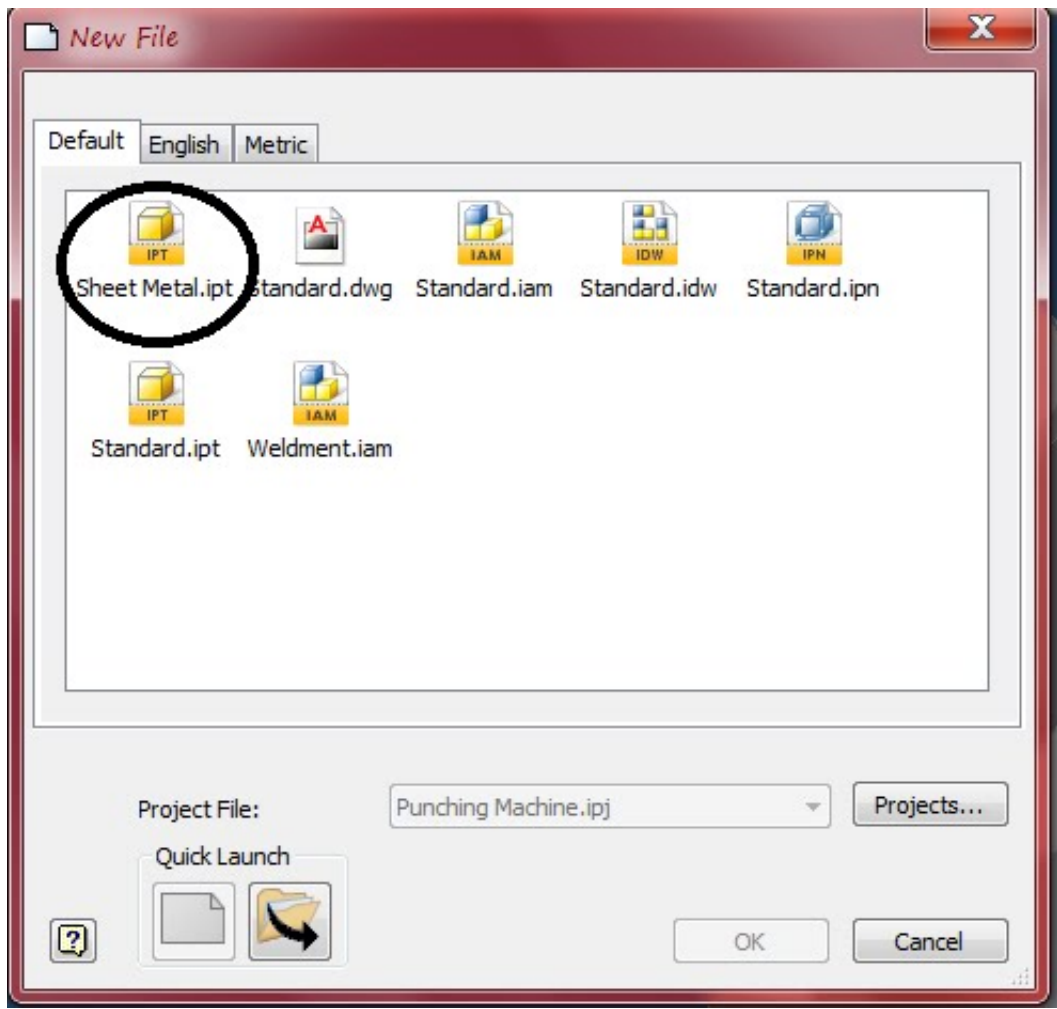 New File
X
Default English Metric
IPT IAM IDW IPN
Sheet Metal.ipt Standard.dwg Standard.iam Standard.idw Standard.ipn
IPT IAM
Standard.ipt Weldment.iam
Project File: Punching Machine.ipj Projects...
Quick Launch
? OK Cancel